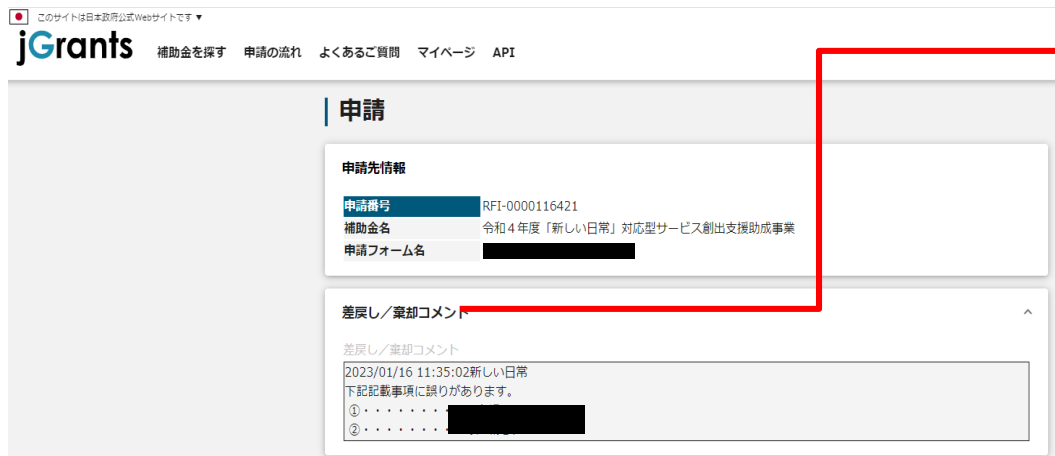 このサイトは日本政府公式Webサイトです ▼
jGrants 補助金を探す 申請の流れ よくあるご質問 マイページ API
申請
申請先情報
申請番号 RFI-0000116421
補助金名 令和４年度「新しい日常」対応型サービス創出支援助成事業
申請フォーム名
差戻し／棄却コメント
差戻し／棄却コメント
2023/01/16 11:35:02新しい日常
下記記載事項に誤りがあります。
①・・・・・・・・
②・・・・・・・・